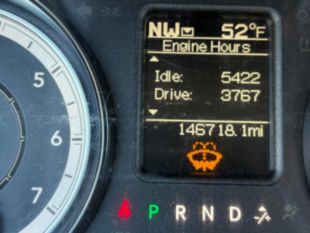 NW 52°F
Engine Hours
Idle: 5422
Drive: 3767
146718.1mi
5
6
7
P R N D